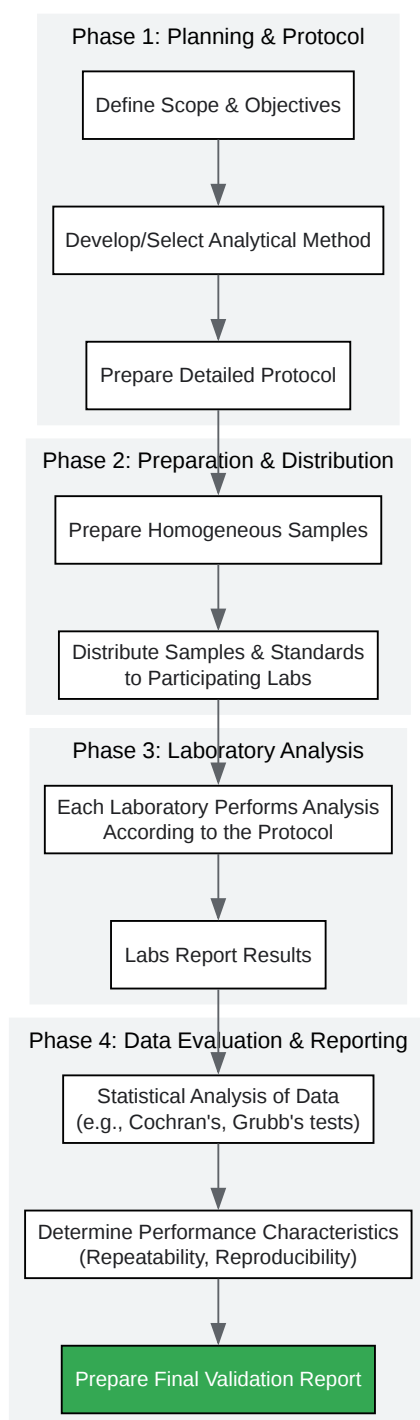 Phase 1: Planning & Protocol
Define Scope & Objectives
Develop/Select Analytical Method
Prepare Detailed Protocol
Phase 2: Preparation & Distribution
Prepare Homogeneous Samples
Distribute Samples & Standards
to Participating Labs
Phase 3: Laboratory Analysis
Each Laboratory Performs Analysis
According to the Protocol
Labs Report Results
Phase 4: Data Evaluation & Reporting
Statistical Analysis of Data
(e.g., Cochran's, Grubb's tests)
Determine Performance Characteristics
(Repeatability, Reproducibility)
Prepare Final Validation Report